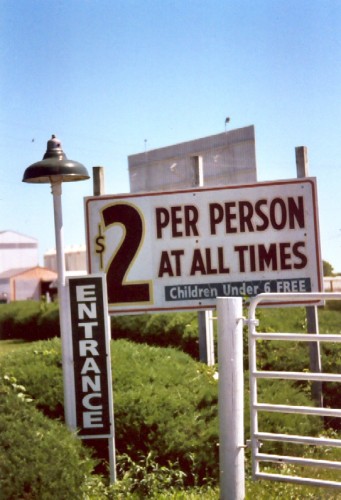 $2 PER PERSON
AT ALL TIMES
Children Under 6 FREE
ENTRANCE